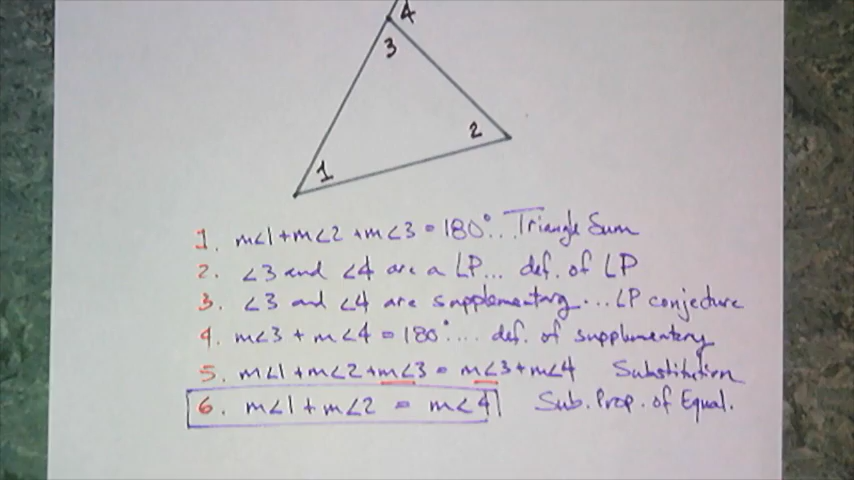 4
3
2
1
1. m∠1+m∠2+m∠3=180°... Triangle Sum
2. ∠3 and ∠4 are a LP... def. of LP
3. ∠3 and ∠4 are supplementary... LP conjecture
4. m∠3+m∠4=180°.... def. of supplmentary
5. m∠1+m∠2+m∠3=m∠3+m∠4 Substitution
6. m∠1+m∠2=m∠4 Sub. Prop. of Equal.